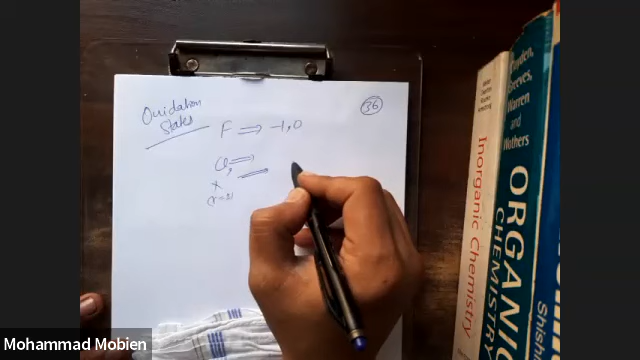 Oxidation
States
36
F ⇒ -1, 0
Cl ⇒
X
Inorganic Chemistry
Clayden,
Greeves,
Warren
and
Wothers
ORGANIC
CHEMISTRY
Mohammad Mobien